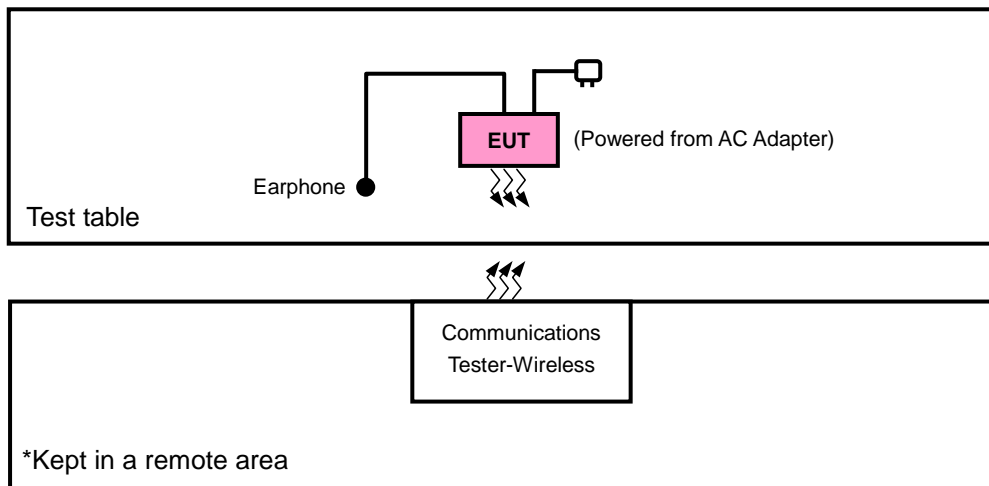 EUT
(Powered from AC Adapter)
Earphone
Test table
Communications
Tester-Wireless
*Kept in a remote area